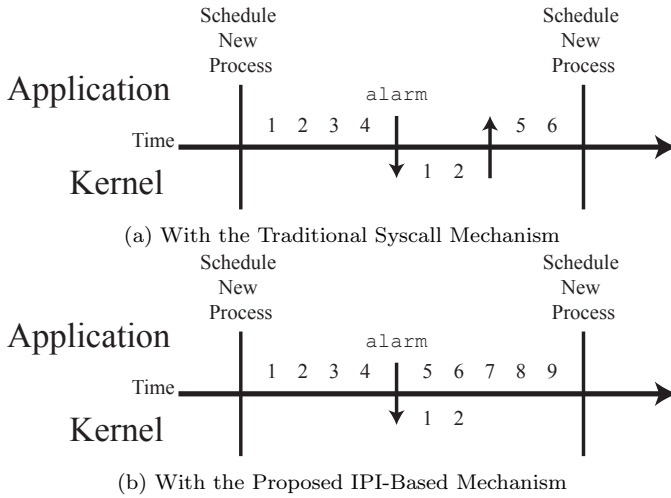 Schedule
New
Process
Schedule
New
Process
Application
alarm
1 2 3 4 5 6
Time
Kernel
1 2
(a) With the Traditional Syscall Mechanism
Schedule
New
Process
Schedule
New
Process
Application
alarm
1 2 3 4 5 6 7 8 9
Time
Kernel
1 2
(b) With the Proposed IPI-Based Mechanism